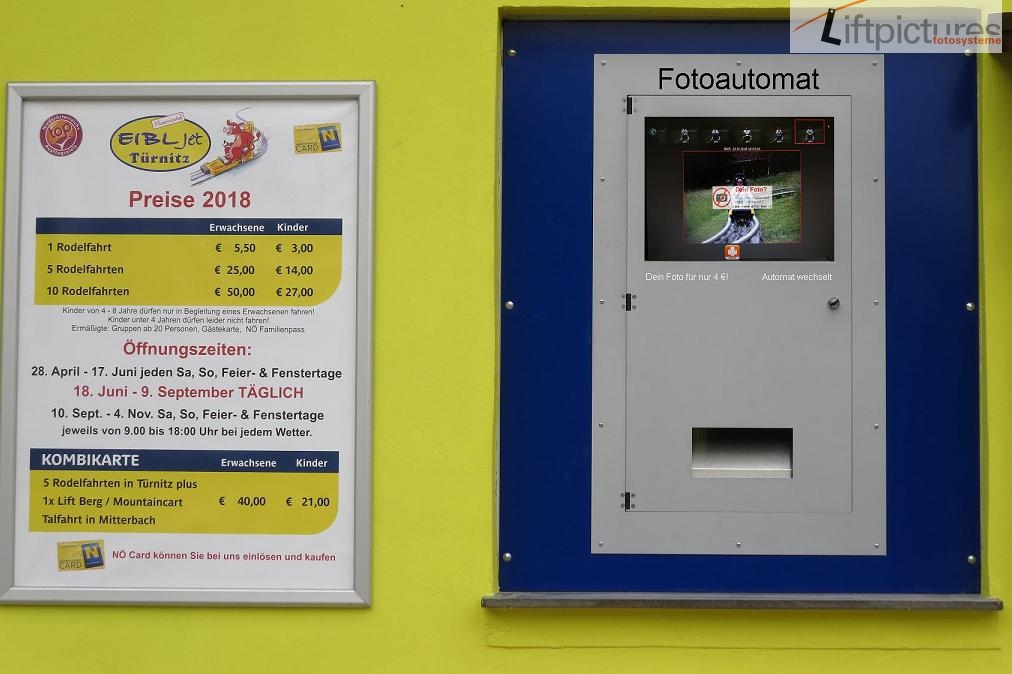 Liftpictures
fotosysteme
top
EIBL Jet
Türnitz
N
CARD
Preise 2018
Erwachsene Kinder
1 Rodelfahrt € 5,50 € 3,00
5 Rodelfahrten € 25,00 € 14,00
10 Rodelfahrten € 50,00 € 27,00
Kinder von 4 - 8 Jahre dürfen nur in Begleitung eines Erwachsenen fahren!
Kinder unter 4 Jahren dürfen leider nicht fahren!
Ermäßigte: Gruppen ab 20 Personen, Gästekarte, NÖ Familienpass
Öffnungszeiten:
28. April - 17. Juni jeden Sa, So, Feier- & Fenstertage
18. Juni - 9. September TÄGLICH
10. Sept. - 4. Nov. Sa, So, Feier- & Fenstertage
jeweils von 9.00 bis 18:00 Uhr bei jedem Wetter.
KOMBIKARTE Erwachsene Kinder
5 Rodelfahrten in Türnitz plus
1x Lift Berg / Mountaincart € 40,00 € 21,00
Talfahrt in Mitterbach
N
CARD
NÖ Card können Sie bei uns einlösen und kaufen
Fotoautomat
Dein Foto?
Dein Foto für nur 4 €! Automat wechselt